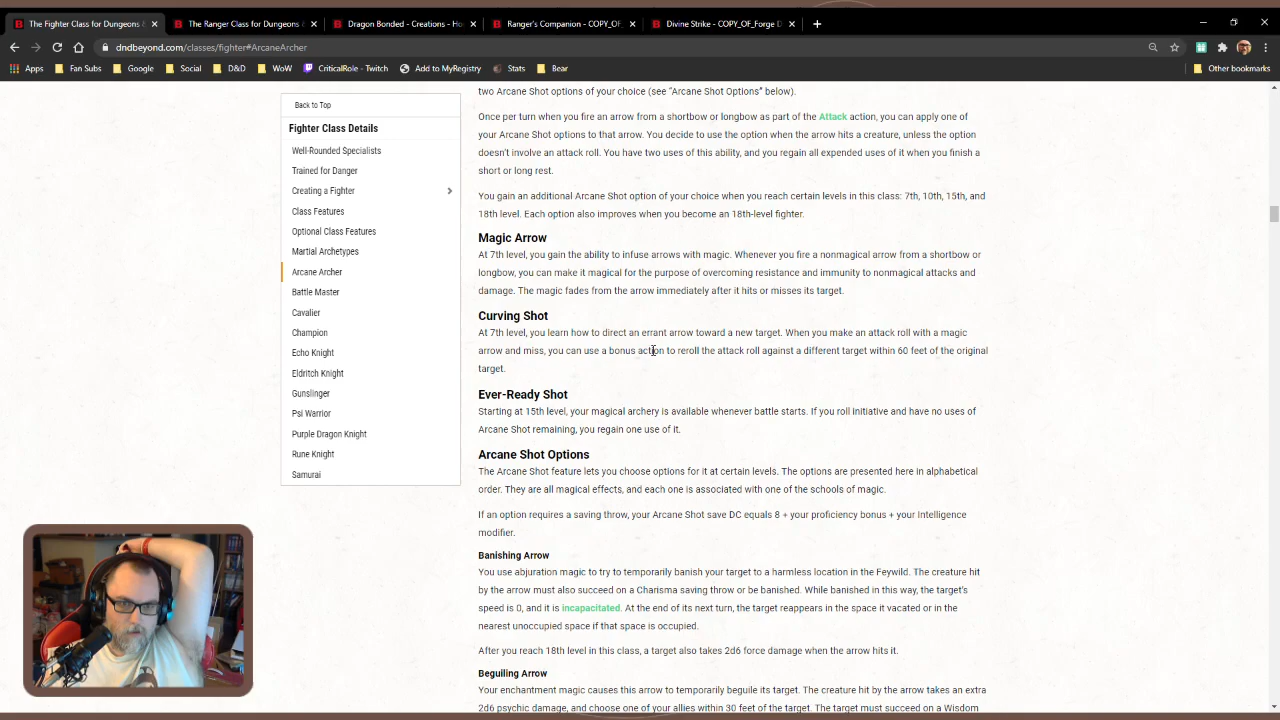 The Fighter Class for Dungeons &
The Ranger Class for Dungeons &
Dragon Bonded - Creations - Ho
Ranger's Companion - COPY_OF_
Divine Strike - COPY_OF_Forge D
dndbeyond.com/classes/fighter#ArcaneArcher
Apps
Fan Subs
Google
Social
D&D
WoW
CriticalRole - Twitch
Add to MyRegistry
Stats
Bear
Other bookmarks
Back to Top
Fighter Class Details
Well-Rounded Specialists
Trained for Danger
Creating a Fighter
Class Features
Optional Class Features
Martial Archetypes
Arcane Archer
Battle Master
Cavalier
Champion
Echo Knight
Eldritch Knight
Gunslinger
Psi Warrior
Purple Dragon Knight
Rune Knight
Samurai
two Arcane Shot options of your choice (see “Arcane Shot Options” below).
Once per turn when you fire an arrow from a shortbow or longbow as part of the Attack action, you can apply one of
your Arcane Shot options to that arrow. You decide to use the option when the arrow hits a creature, unless the option
doesn’t involve an attack roll. You have two uses of this ability, and you regain all expended uses of it when you finish a
short or long rest.
You gain an additional Arcane Shot option of your choice when you reach certain levels in this class: 7th, 10th, 15th, and
18th level. Each option also improves when you become an 18th-level fighter.
Magic Arrow
At 7th level, you gain the ability to infuse arrows with magic. Whenever you fire a nonmagical arrow from a shortbow or
longbow, you can make it magical for the purpose of overcoming resistance and immunity to nonmagical attacks and
damage. The magic fades from the arrow immediately after it hits or misses its target.
Curving Shot
At 7th level, you learn how to direct an errant arrow toward a new target. When you make an attack roll with a magic
arrow and miss, you can use a bonus action to reroll the attack roll against a different target within 60 feet of the original
target.
Ever-Ready Shot
Starting at 15th level, your magical archery is available whenever battle starts. If you roll initiative and have no uses of
Arcane Shot remaining, you regain one use of it.
Arcane Shot Options
The Arcane Shot feature lets you choose options for it at certain levels. The options are presented here in alphabetical
order. They are all magical effects, and each one is associated with one of the schools of magic.
If an option requires a saving throw, your Arcane Shot save DC equals 8 + your proficiency bonus + your Intelligence
modifier.
Banishing Arrow
You use abjuration magic to try to temporarily banish your target to a harmless location in the Feywild. The creature hit
by the arrow must also succeed on a Charisma saving throw or be banished. While banished in this way, the target’s
speed is 0, and it is incapacitated. At the end of its next turn, the target reappears in the space it vacated or in the
nearest unoccupied space if that space is occupied.
After you reach 18th level in this class, a target also takes 2d6 force damage when the arrow hits it.
Beguiling Arrow
Your enchantment magic causes this arrow to temporarily beguile its target. The creature hit by the arrow takes an extra
2d6 psychic damage, and choose one of your allies within 30 feet of the target. The target must succeed on a Wisdom